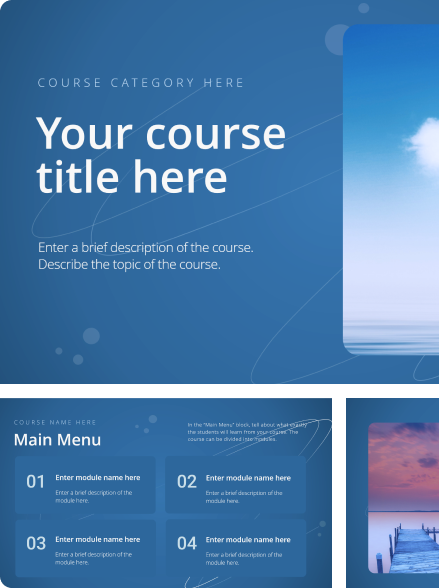 COURSE CATEGORY HERE
Your course
title here
Enter a brief description of the course.
Describe the topic of the course.
COURSE NAME HERE
Main Menu
In the "Main Menu" block, tell about what exactly
the students will learn from your course. The
course can be divided into modules.
01
Enter module name here
Enter a brief description of the
module here.
02
Enter module name here
Enter a brief description of the
module here.
03
Enter module name here
Enter a brief description of the
module here.
04
Enter module name here
Enter a brief description of the
module here.